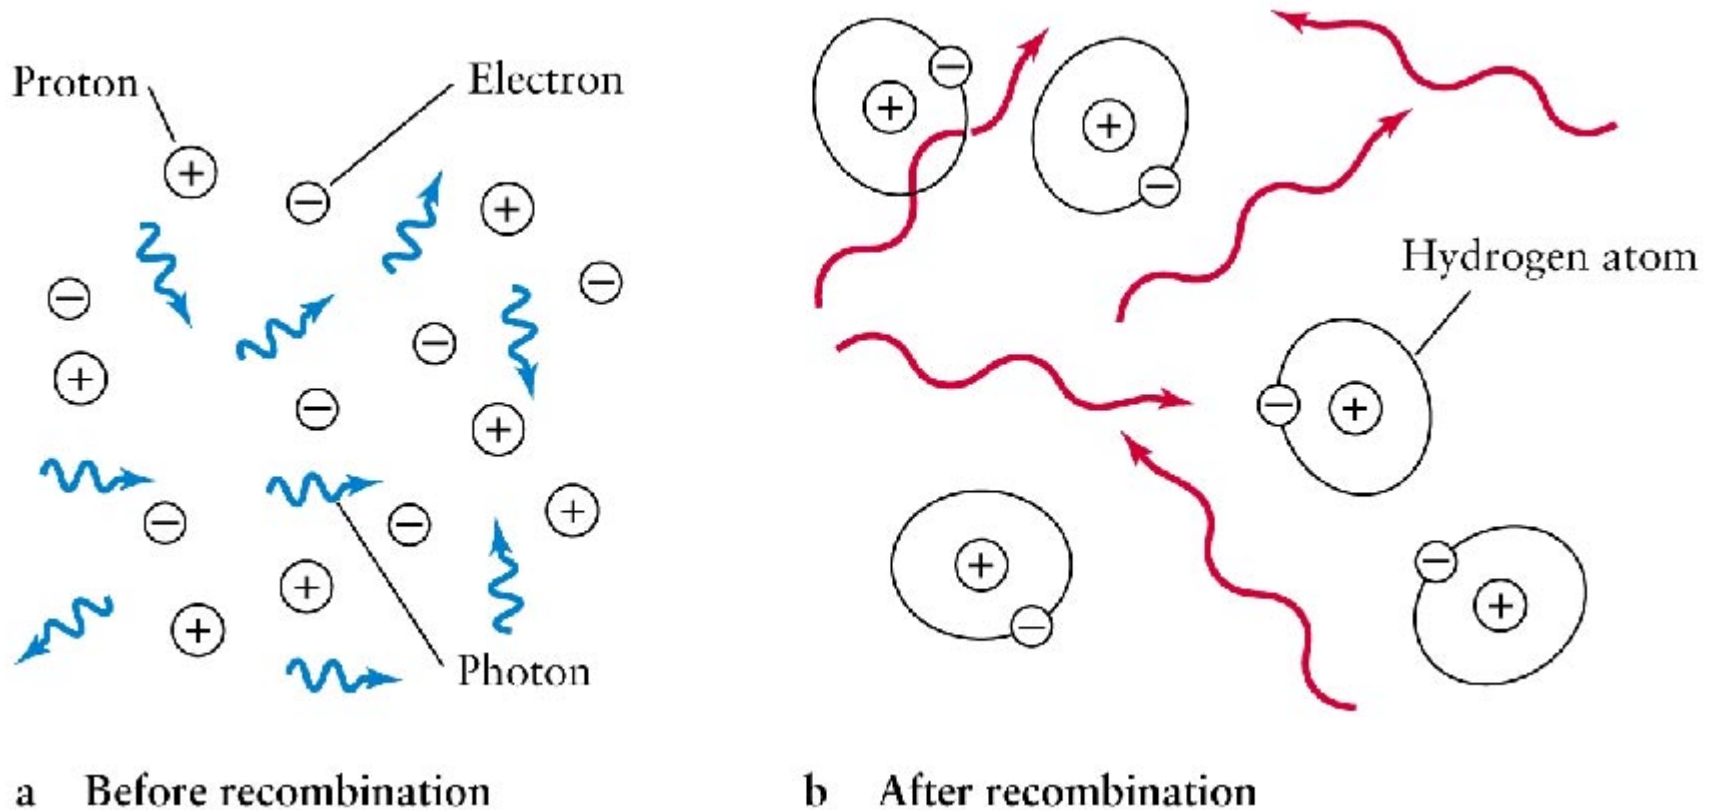 Proton
Electron
Photon
Hydrogen atom
a Before recombination
b After recombination